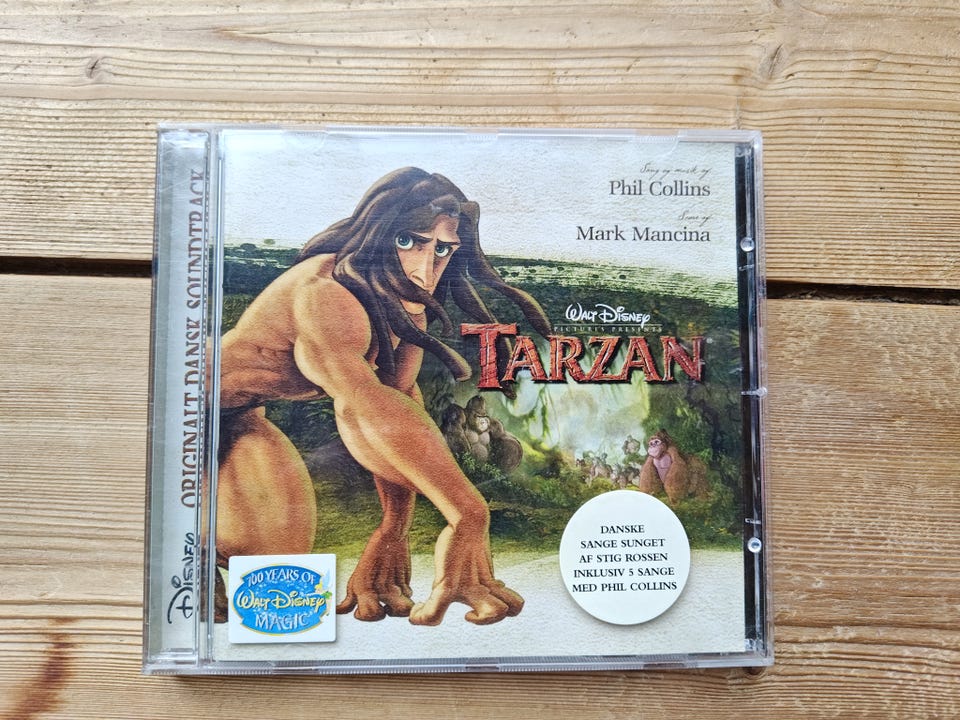 Sang og musik af
Phil Collins
Score af
Mark Mancina
WALT DISNEY
PICTURES PRESENTS
TARZAN®
DANSKE
SANGE SUNGET
AF STIG ROSSEN
INKLUSIV 5 SANGE
MED PHIL COLLINS
100 YEARS OF
WALT DISNEY
MAGIC
DISNEY
ORIGINALT DANSK SOUNDTRACK